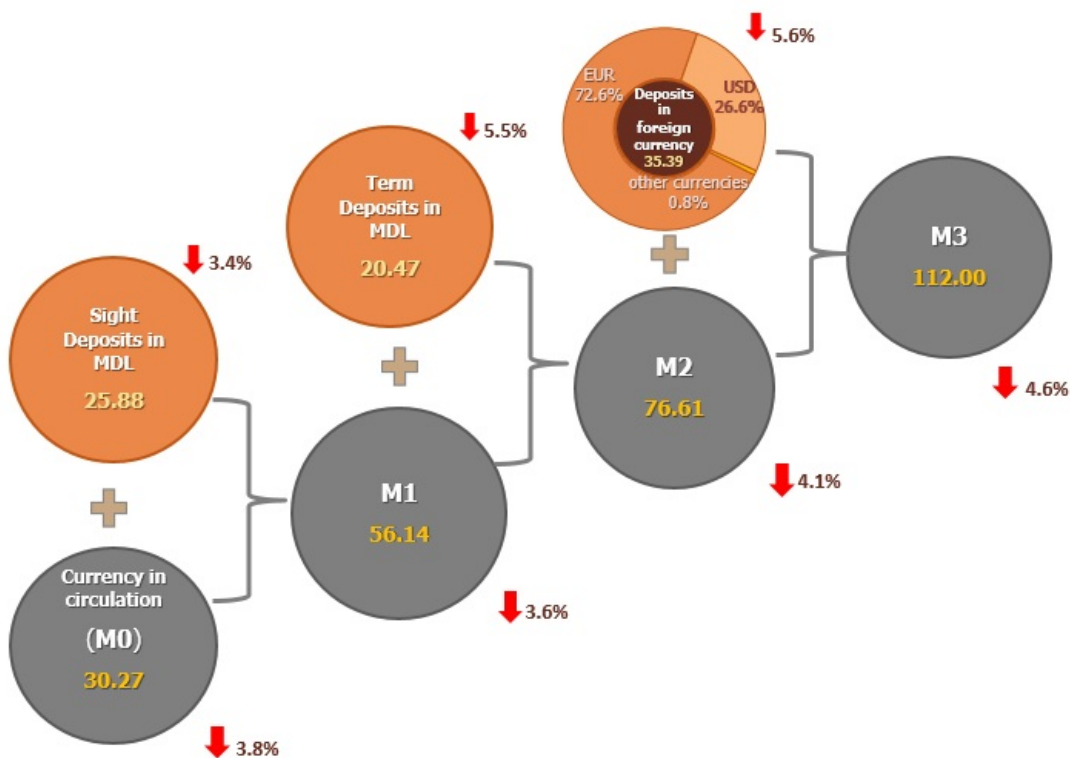 5.6%
EUR
72.6%
USD
26.6%
Deposits
in
foreign
currency
35.39
other currencies
0.8%
5.5%
Term
Deposits in
MDL
20.47
M3
112.00
4.6%
3.4%
Sight
Deposits in
MDL
25.88
M2
76.61
4.1%
M1
56.14
3.6%
Currency in
circulation
(M0)
30.27
3.8%